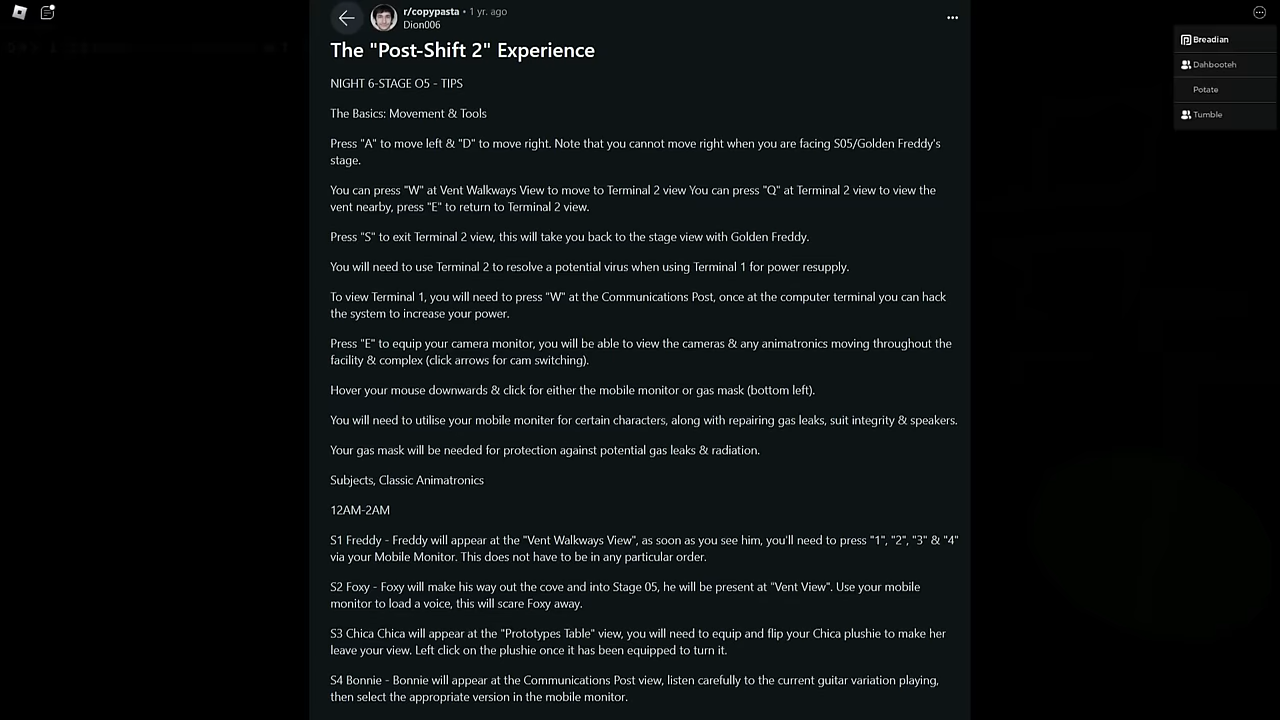 r/copypasta • 1 yr. ago
Dion006
The "Post-Shift 2" Experience
NIGHT 6-STAGE O5 - TIPS
The Basics: Movement & Tools
Press "A" to move left & "D" to move right. Note that you cannot move right when you are facing S05/Golden Freddy's
stage.
You can press "W" at Vent Walkways View to move to Terminal 2 view You can press "Q" at Terminal 2 view to view the
vent nearby, press "E" to return to Terminal 2 view.
Press "S" to exit Terminal 2 view, this will take you back to the stage view with Golden Freddy.
You will need to use Terminal 2 to resolve a potential virus when using Terminal 1 for power resupply.
To view Terminal 1, you will need to press "W" at the Communications Post, once at the computer terminal you can hack
the system to increase your power.
Press "E" to equip your camera monitor, you will be able to view the cameras & any animatronics moving throughout the
facility & complex (click arrows for cam switching).
Hover your mouse downwards & click for either the mobile monitor or gas mask (bottom left).
You will need to utilise your mobile moniter for certain characters, along with repairing gas leaks, suit integrity & speakers.
Your gas mask will be needed for protection against potential gas leaks & radiation.
Subjects, Classic Animatronics
12AM-2AM
S1 Freddy - Freddy will appear at the "Vent Walkways View", as soon as you see him, you'll need to press "1", "2", "3" & "4"
via your Mobile Monitor. This does not have to be in any particular order.
S2 Foxy - Foxy will make his way out the cove and into Stage 05, he will be present at "Vent View". Use your mobile
monitor to load a voice, this will scare Foxy away.
S3 Chica Chica will appear at the "Prototypes Table" view, you will need to equip and flip your Chica plushie to make her
leave your view. Left click on the plushie once it has been equipped to turn it.
S4 Bonnie - Bonnie will appear at the Communications Post view, listen carefully to the current guitar variation playing,
then select the appropriate version in the mobile monitor.
Breadian
Dahbooteh
Potate
Tumble